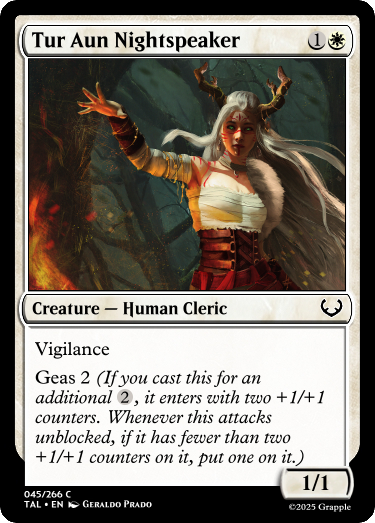 Tur Aun Nightspeaker 1
Creature — Human Cleric
Vigilance
Geas 2 (If you cast this for an
additional 2, it enters with two +1/+1
counters. Whenever this attacks
unblocked, if it has fewer than two
+1/+1 counters on it, put one on it.)
1/1
045/266 C
TAL • EN Geraldo Prado
©2025 Grapple